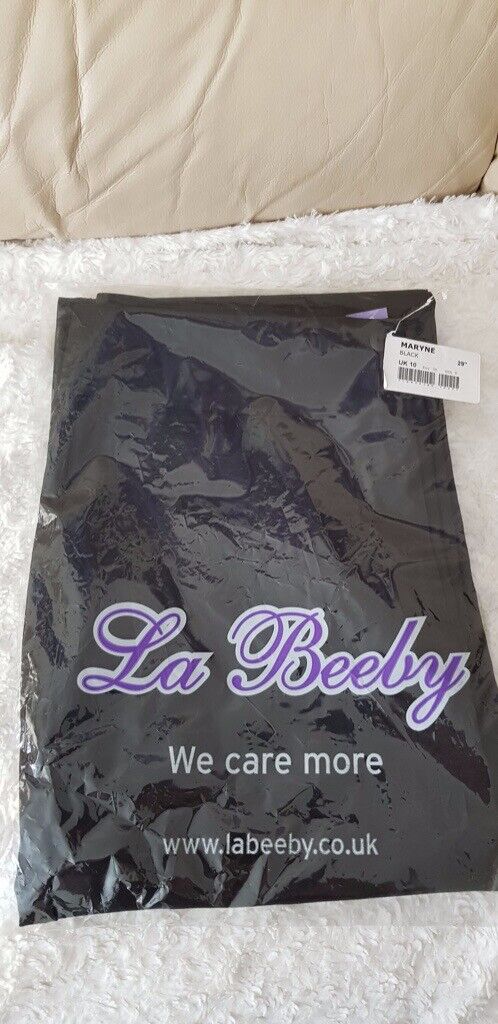 MARYNE
BLACK 29"
UK 10
La Beeby
We care more
www.labeeby.co.uk